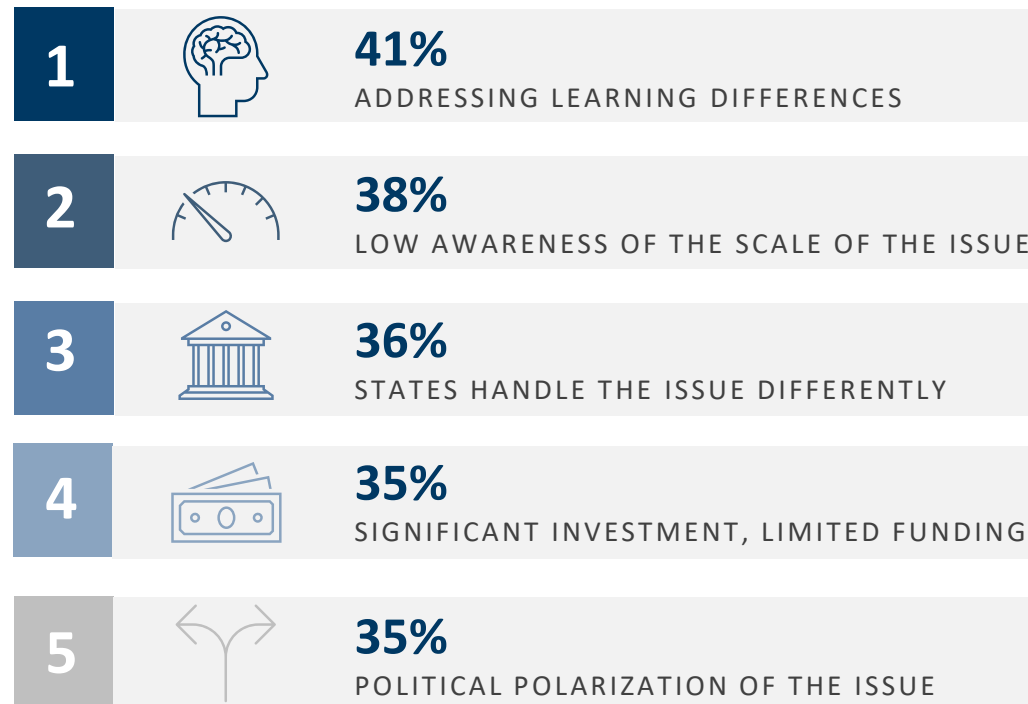 1
41%
ADDRESSING LEARNING DIFFERENCES
2
38%
LOW AWARENESS OF THE SCALE OF THE ISSUE
3
36%
STATES HANDLE THE ISSUE DIFFERENTLY
4
35%
SIGNIFICANT INVESTMENT, LIMITED FUNDING
5
35%
POLITICAL POLARIZATION OF THE ISSUE